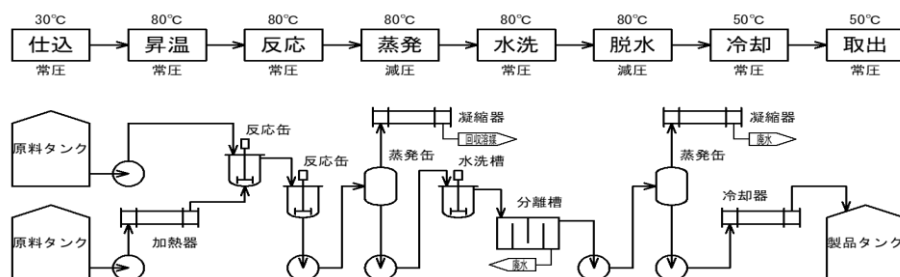 30℃ 80℃ 80℃ 80℃ 80℃ 80℃ 50℃ 50℃
仕込 昇温 反応 蒸発 水洗 脱水 冷却 取出
常圧 常圧 常圧 減圧 常圧 減圧 常圧 常圧
凝縮器 凝縮器
反応缶 回収溶媒 廃水
原料タンク 反応缶 蒸発缶 水洗槽 蒸発缶
分離槽 冷却器
原料タンク 加熱器 製品タンク
廃水